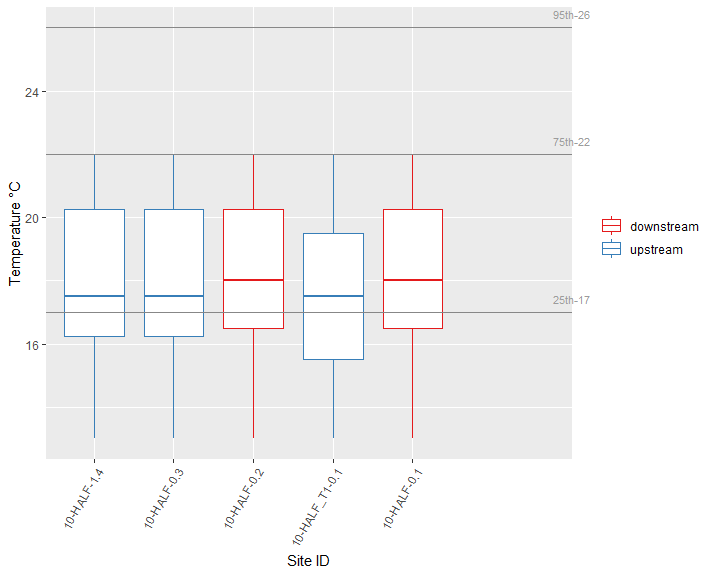 95th-26
24
75th-22
Temperature °C
20
downstream
upstream
25th-17
16
10-HALF-1.4
10-HALF-0.3
10-HALF-0.2
10-HALF_T1-0.1
10-HALF-0.1
Site ID